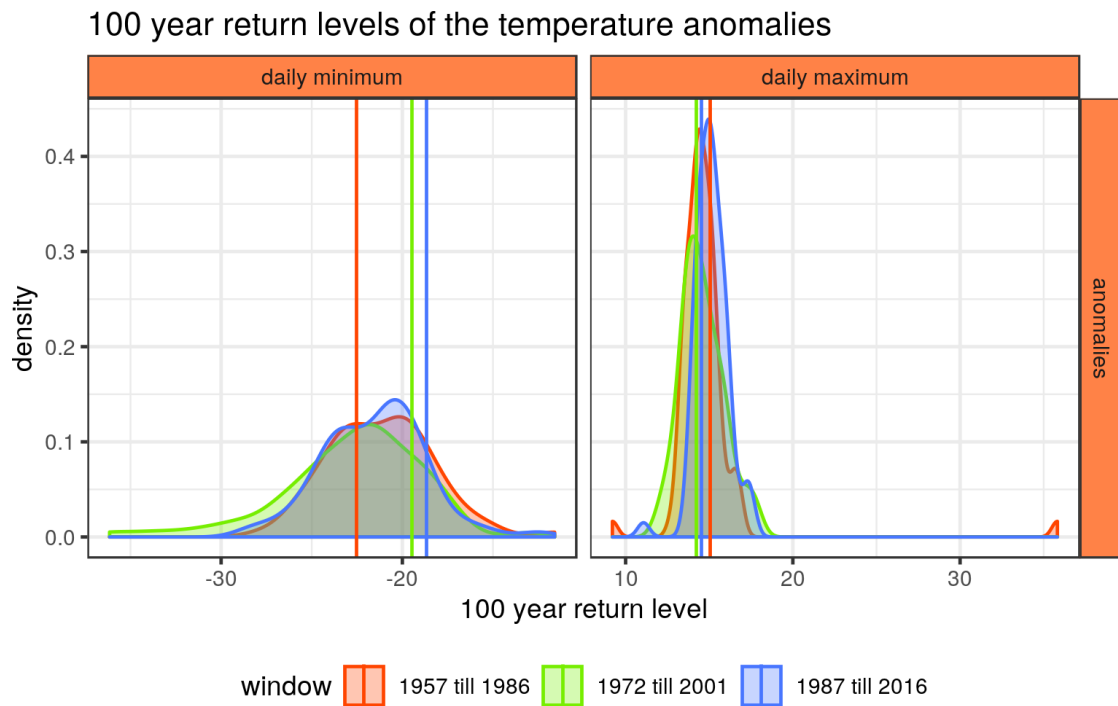 100 year return levels of the temperature anomalies
daily minimum
daily maximum
anomalies
density
0.4
0.3
0.2
0.1
0.0
-30
-20
10
20
30
100 year return level
window
1957 till 1986
1972 till 2001
1987 till 2016